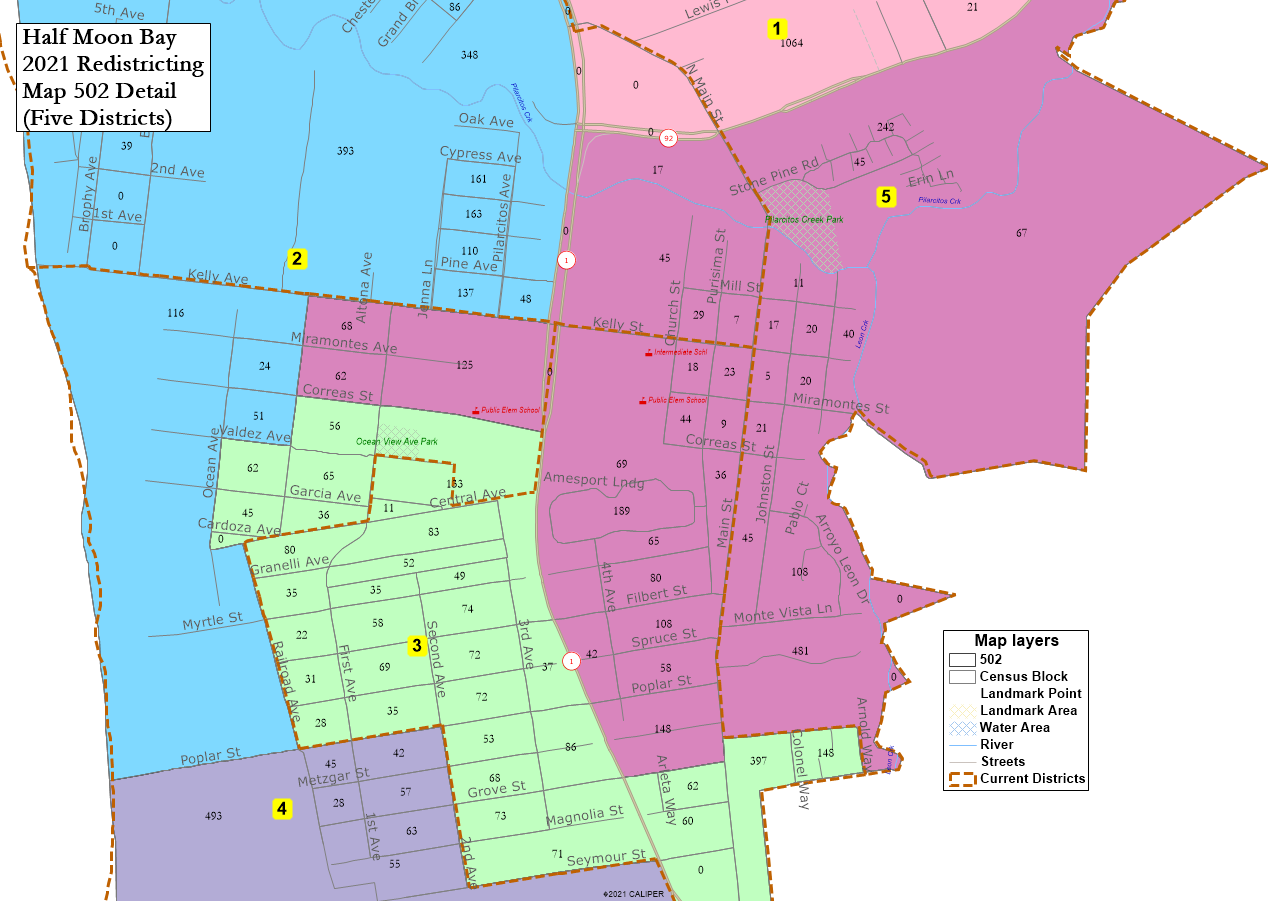 5th Ave
Cheste
Grand Bl
86
0
Lewis
21
1
1064
Half Moon Bay
2021 Redistricting
Map 502 Detail
(Five Districts)
348
0
0
N Main St
Pilarcitos Crk
Oak Ave
0
92
242
39
393
Cypress Ave
17
45
2nd Ave
Brophy Ave
161
Stone Pine Rd
Erin Ln
0
Pilarcitos Ave
5
Pilarcitos Crk
1st Ave
163
Pilarcitos Creek Park
0
67
0
110
45
Purisima St
2
1
Kelly Ave
Altona Ave
Jenna Ln
Pine Ave
137
48
Church St
Mill St
11
116
68
Kelly St
29
7
17
20
40
Leon Crk
Miramontes Ave
Intermediate Schl
24
62
125
0
18
23
5
20
Correas St
Public Elem School
Public Elem School
Miramontes St
51
56
44
9
21
Valdez Ave
Ocean View Ave Park
Correas St
Ocean Ave
62
65
153
69
36
Johnston St
Garcia Ave
Central Ave
Amesport Lndg
Pablo Ct
45
36
11
189
Main St
Cardoza Ave
0
80
83
65
45
Arroyo Leon Dr
Granelli Ave
52
35
35
49
4th Ave
80
108
Filbert St
0
Myrtle St
58
74
108
Monte Vista Ln
22
Spruce St
3
Second Ave
3rd Ave
42
1
481
Railroad Ave
First Ave
69
72
37
58
31
Poplar St
0
28
35
72
148
Arnold Way
Poplar St
53
86
Colonel Way
148
45
42
397
Metzgar St
68
Arleta Way
62
4
28
57
Grove St
493
73
Magnolia St
60
63
1st Ave
55
2nd Ave
71
Seymour St
0
©2021 CALIPER
Map layers
502
Census Block
Landmark Point
Landmark Area
Water Area
River
Streets
Current Districts